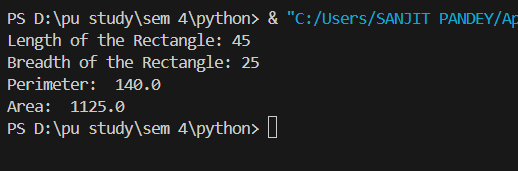 PS D:\pu study\sem 4\python> & "C:/Users/SANJIT PANDEY/Ap
Length of the Rectangle: 45
Breadth of the Rectangle: 25
Perimeter:  140.0
Area:  1125.0
PS D:\pu study\sem 4\python>